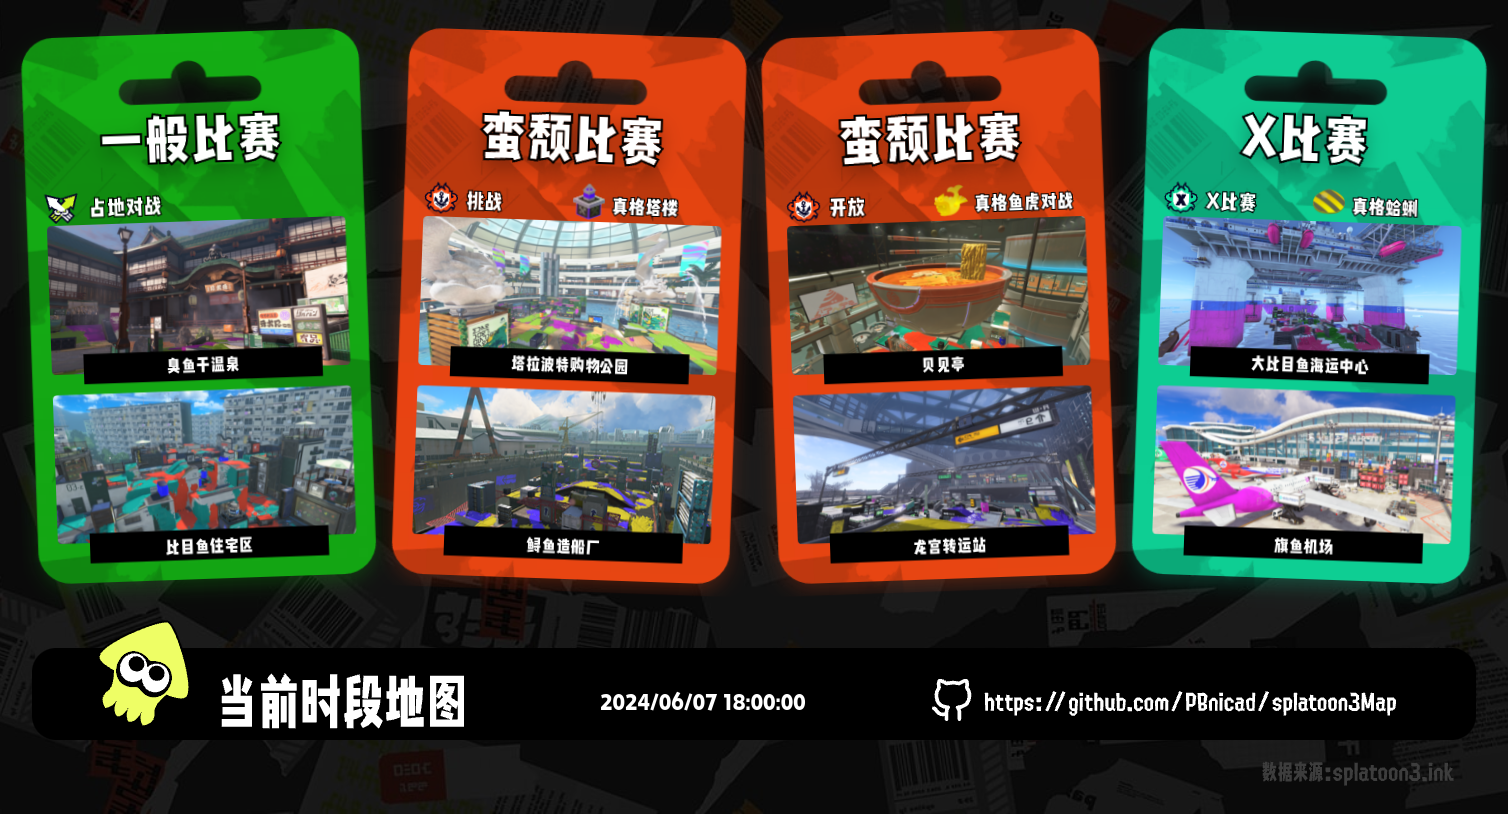 一般比赛
占地对战
臭鱼干温泉
比目鱼住宅区
蛮颓比赛
挑战
真格塔楼
塔拉波特购物公园
鲟鱼造船厂
蛮颓比赛
开放
真格鱼虎对战
贝见亭
龙宫转运站
X比赛
X比赛
真格蛤蜊
大比目鱼海运中心
旗鱼机场
当前时段地图
2024/06/07 18:00:00
https://github.com/PBnicad/splatoon3Map
数据来源:splatoon3.ink